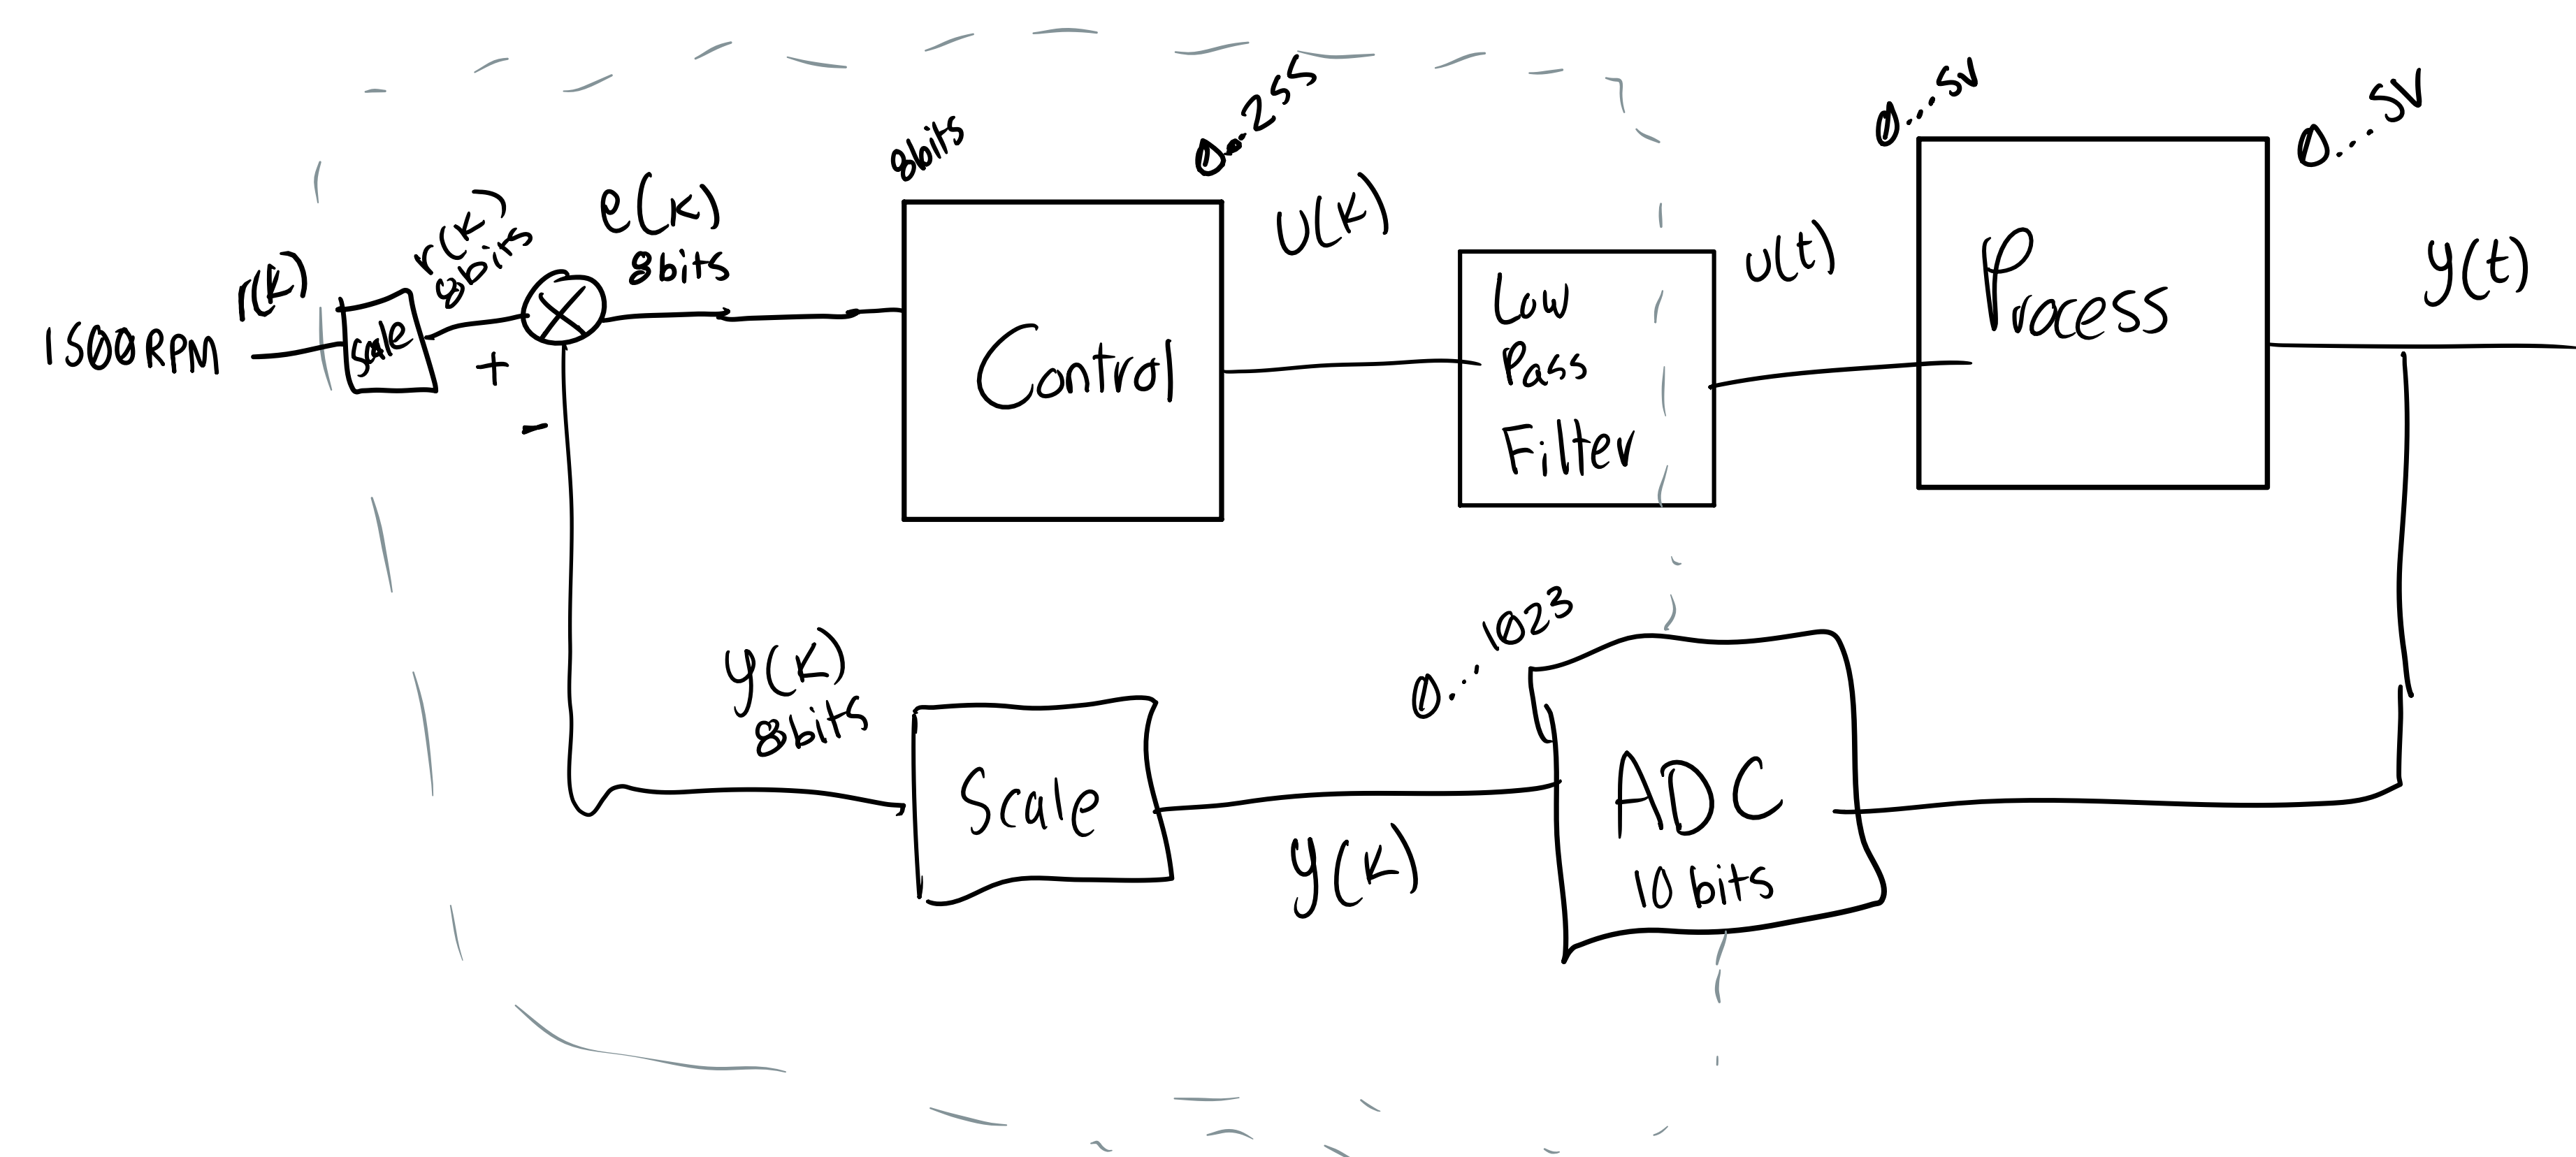 1500RPM
r(k)
Scale
r(k)
8bits
+
-
e(k)
8bits
8bits
Control
0..255
U(k)
Low
Pass
Filter
u(t)
0...5V
Process
0...5V
y(t)
y(k)
8bits
Scale
y(k)
0...1023
ADC
10 bits